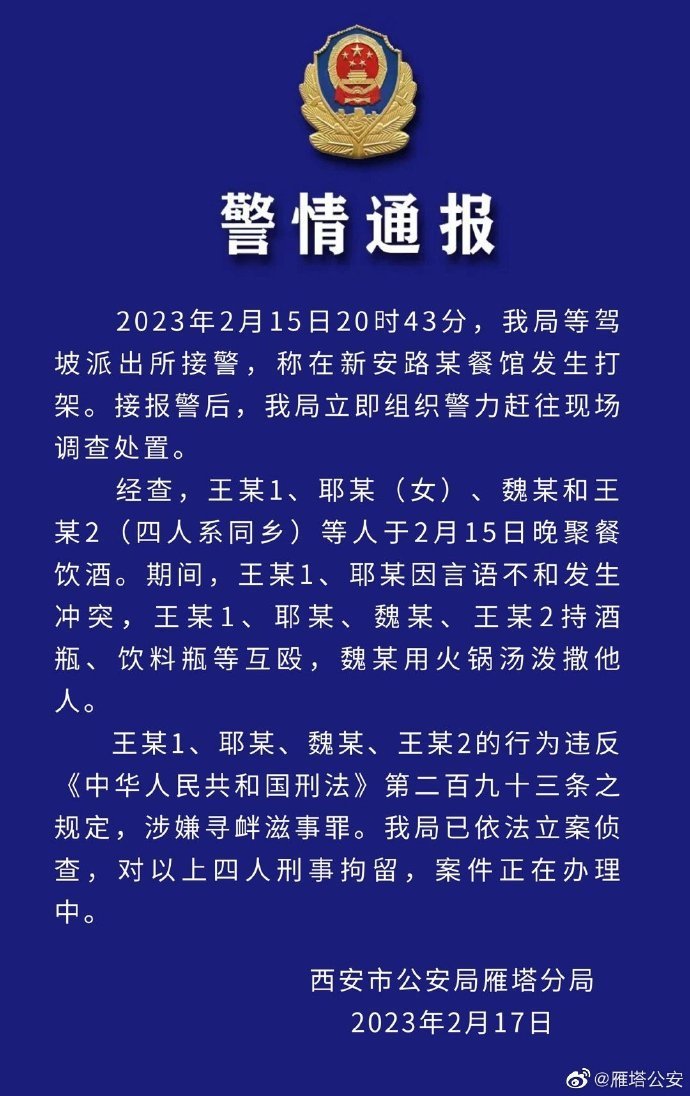 警情通报
2023年2月15日20时43分，我局等驾
坡派出所接警，称在新安路某餐馆发生打
架。接报警后，我局立即组织警力赶往现场
调查处置。
经查，王某1、耶某（女）、魏某和王
某2（四人系同乡）等人于2月15日晚聚餐
饮酒。期间，王某1、耶某因言语不和发生
冲突，王某1、耶某、魏某、王某2持酒
瓶、饮料瓶等互殴，魏某用火锅汤泼撒他
人。
王某1、耶某、魏某、王某2的行为违反
《中华人民共和国刑法》第二百九十三条之
规定，涉嫌寻衅滋事罪。我局已依法立案侦
查，对以上四人刑事拘留，案件正在办理
中。
西安市公安局雁塔分局
2023年2月17日
@雁塔公安